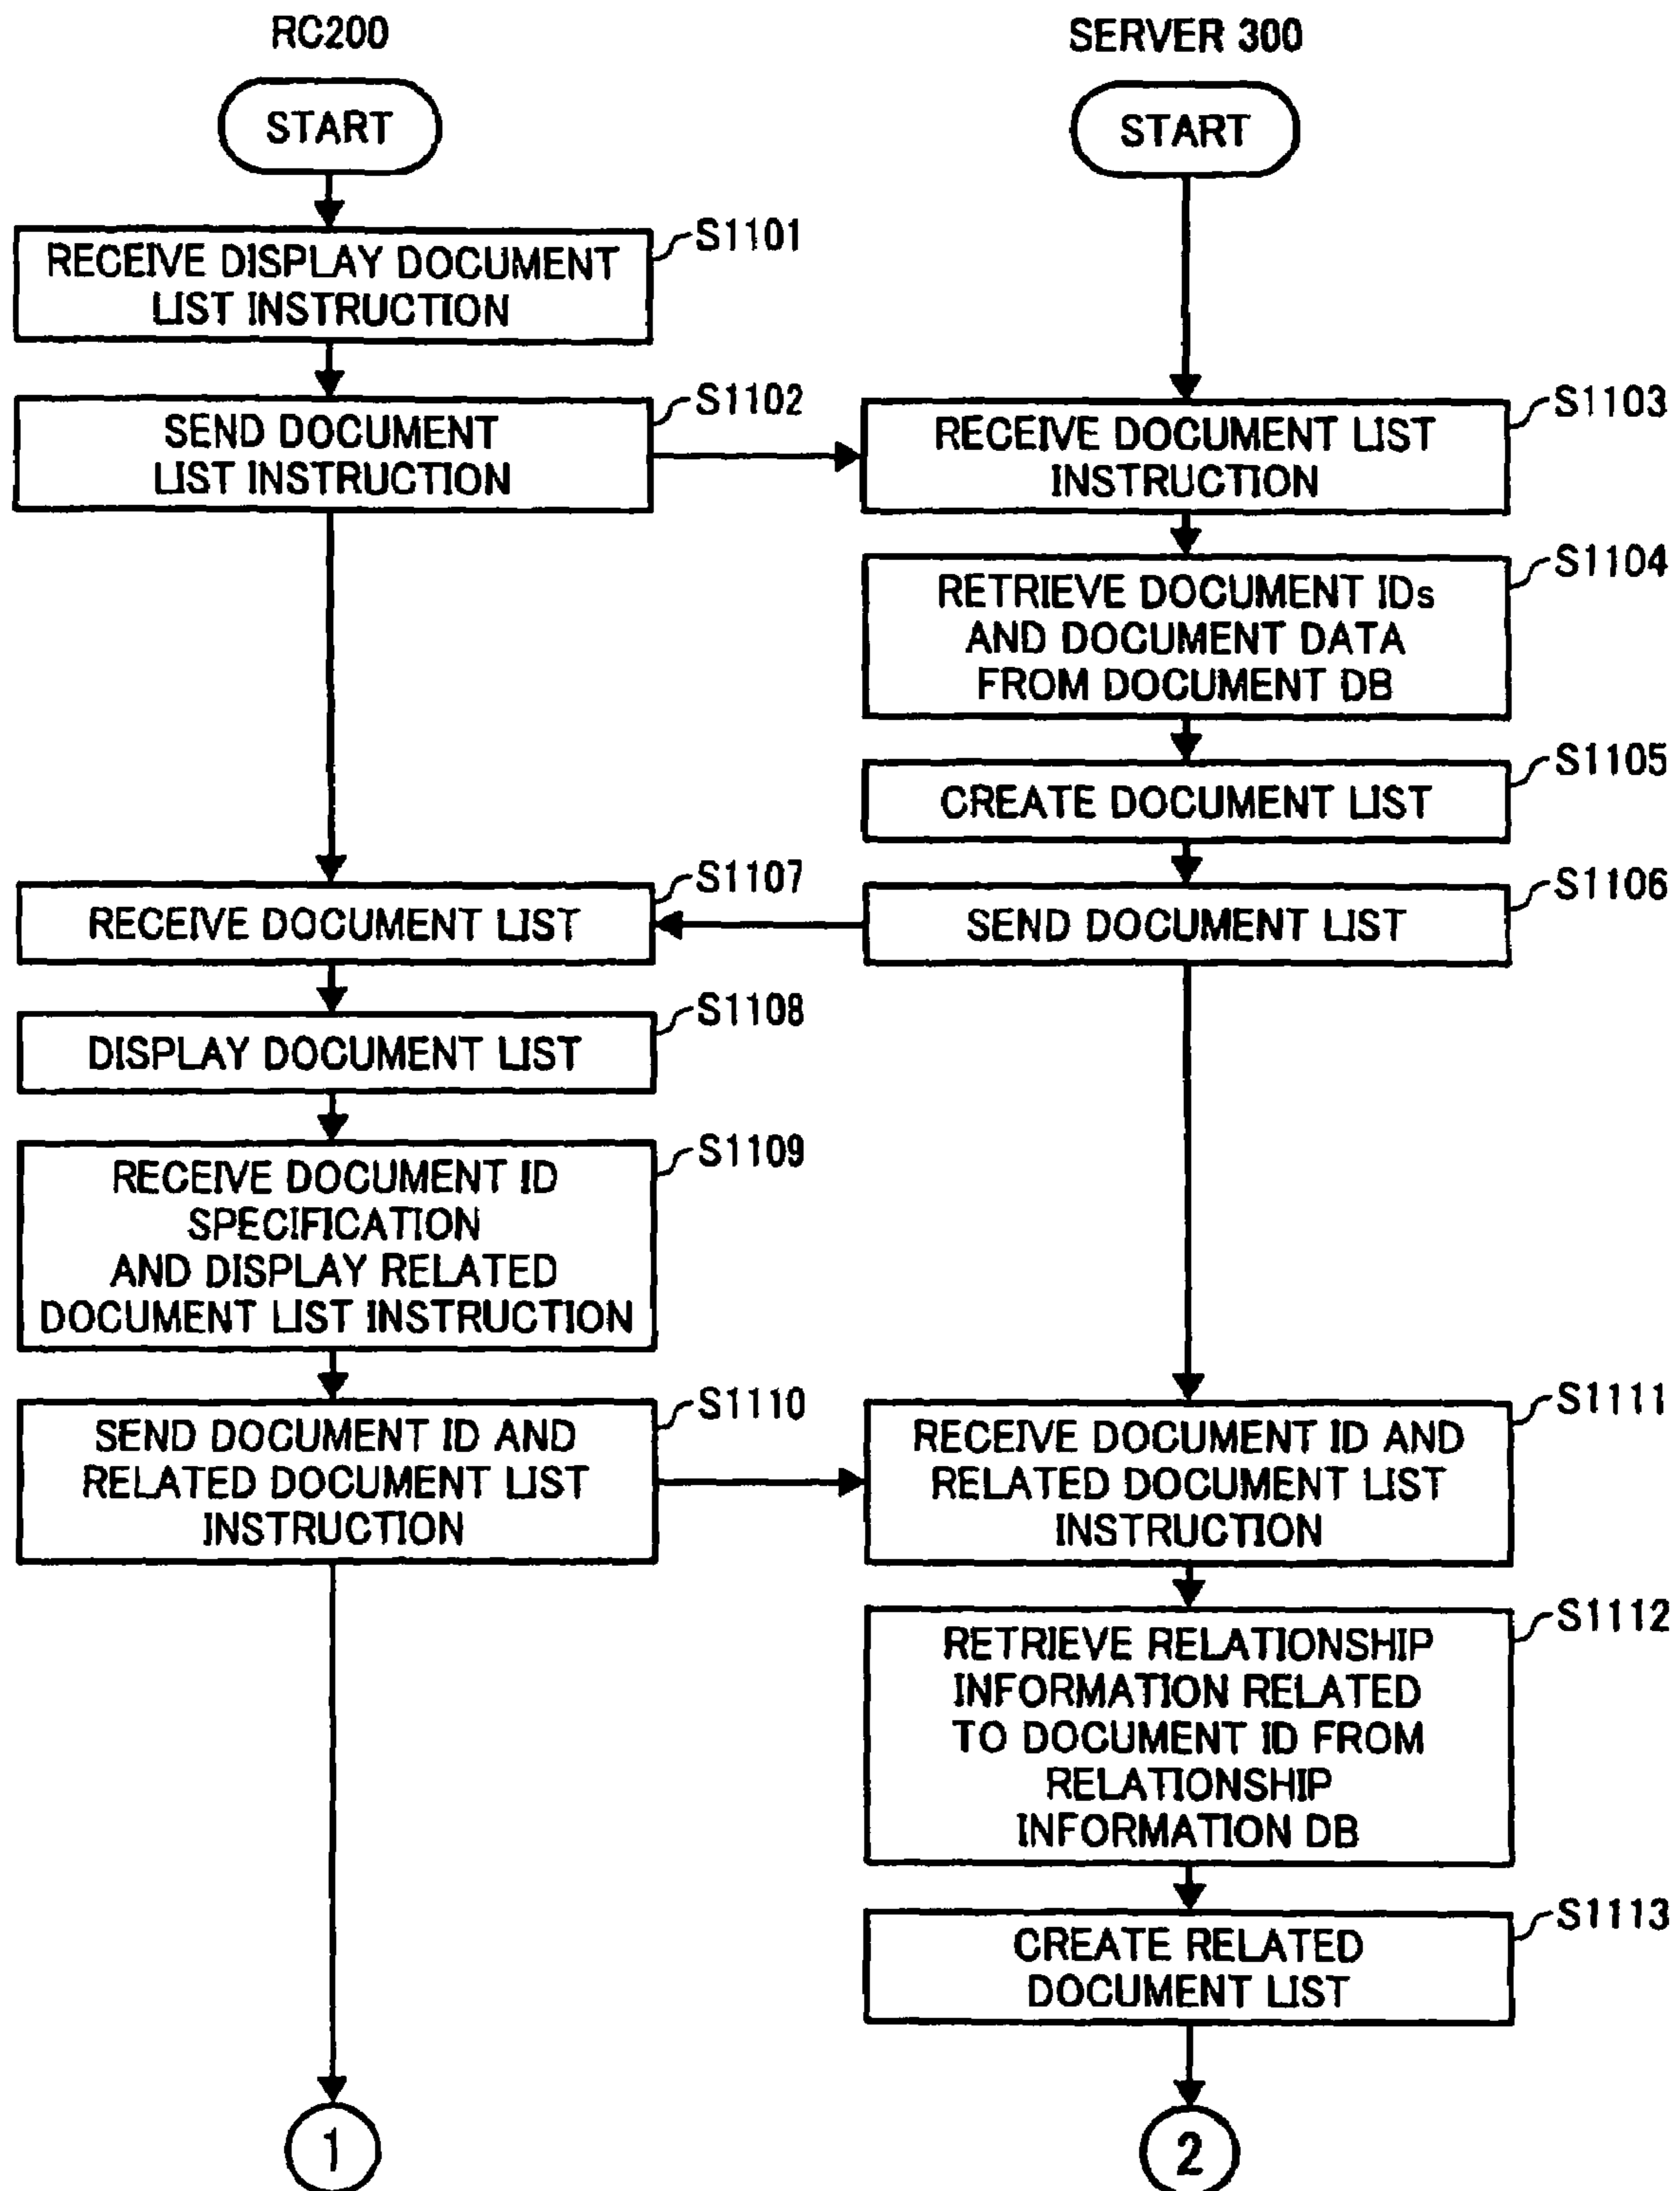 RC200
SERVER 300
START
START
RECEIVE DISPLAY DOCUMENT
LIST INSTRUCTION
S1101
SEND DOCUMENT
LIST INSTRUCTION
S1102
RECEIVE DOCUMENT LIST
INSTRUCTION
S1103
RETRIEVE DOCUMENT IDs
AND DOCUMENT DATA
FROM DOCUMENT DB
S1104
CREATE DOCUMENT LIST
S1105
SEND DOCUMENT LIST
S1106
RECEIVE DOCUMENT LIST
S1107
DISPLAY DOCUMENT LIST
S1108
RECEIVE DOCUMENT ID
SPECIFICATION
AND DISPLAY RELATED
DOCUMENT LIST INSTRUCTION
S1109
SEND DOCUMENT ID AND
RELATED DOCUMENT LIST
INSTRUCTION
S1110
RECEIVE DOCUMENT ID AND
RELATED DOCUMENT LIST
INSTRUCTION
S1111
RETRIEVE RELATIONSHIP
INFORMATION RELATED
TO DOCUMENT ID FROM
RELATIONSHIP
INFORMATION DB
S1112
CREATE RELATED
DOCUMENT LIST
S1113
1
2